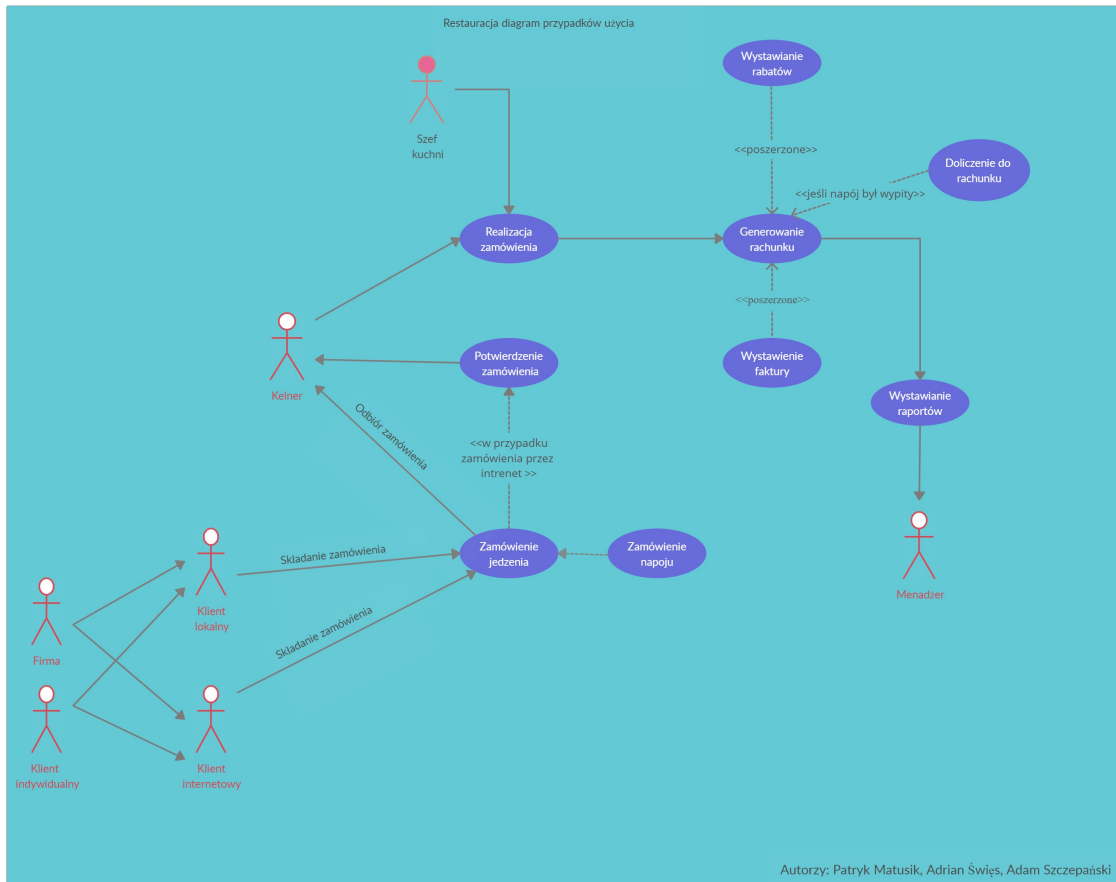 Restauracja diagram przypadków użycia
Wystawianie
rabatów
Szef
kuchni
<<poszerzone>>
Doliczenie do
rachunku
<<jeśli napój był wypity>>
Realizacja
zamówienia
Generowanie
rachunku
<<poszerzone>>
Kelner
Potwierdzenie
zamówienia
Wystawienie
faktury
Wystawianie
raportów
Odbiór zamówienia
<<w przypadku
zamówienia przez
intrenet >>
Składanie zamówienia
Zamówienie
jedzenia
Zamówienie
napoju
Menadżer
Klient
lokalny
Firma
Składanie zamówienia
Klient
indywidualny
Klient
internetowy
Autorzy: Patryk Matusik, Adrian Święs, Adam Szczepański